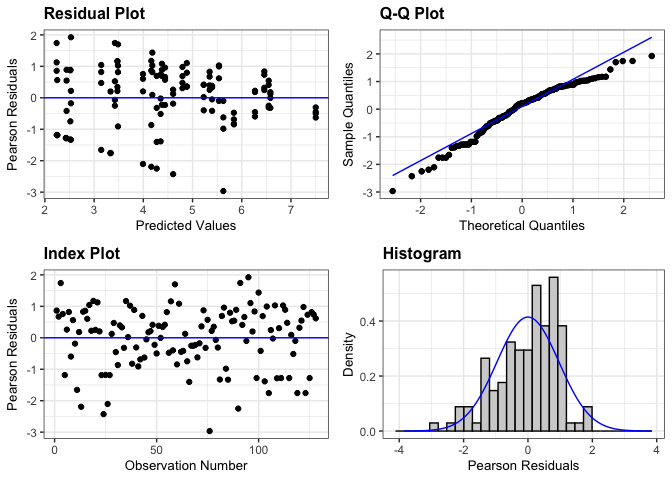 Residual Plot
Pearson Residuals
2
1
0
-1
-2
-3
2 3 4 5 6 7
Predicted Values
Q-Q Plot
Sample Quantiles
2
1
0
-1
-2
-3
-2 -1 0 1 2
Theoretical Quantiles
Index Plot
Pearson Residuals
2
1
0
-1
-2
-3
0 50 100
Observation Number
Histogram
Density
0.4
0.2
0.0
-4 -2 0 2 4
Pearson Residuals